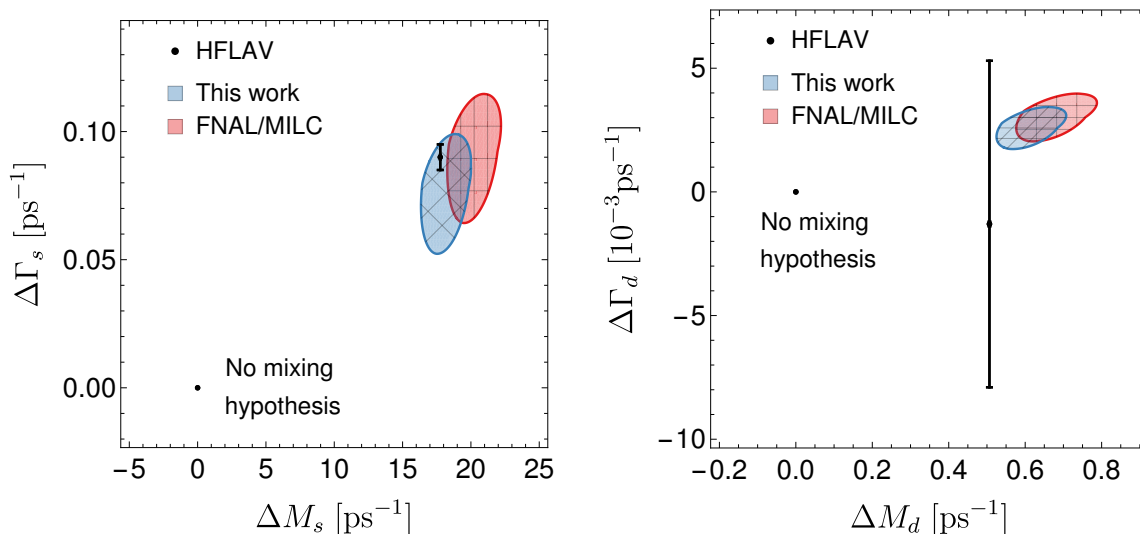 HFLAV
This work
FNAL/MILC
No mixing
hypothesis
0.10
0.05
0.00
−5 0 5 10 15 20 25
ΔΓ_s [ps⁻¹]
ΔM_s [ps⁻¹]
HFLAV
This work
FNAL/MILC
No mixing
hypothesis
5
0
−5
−10
−0.2 0.0 0.2 0.4 0.6 0.8
ΔΓ_d [10⁻³ps⁻¹]
ΔM_d [ps⁻¹]